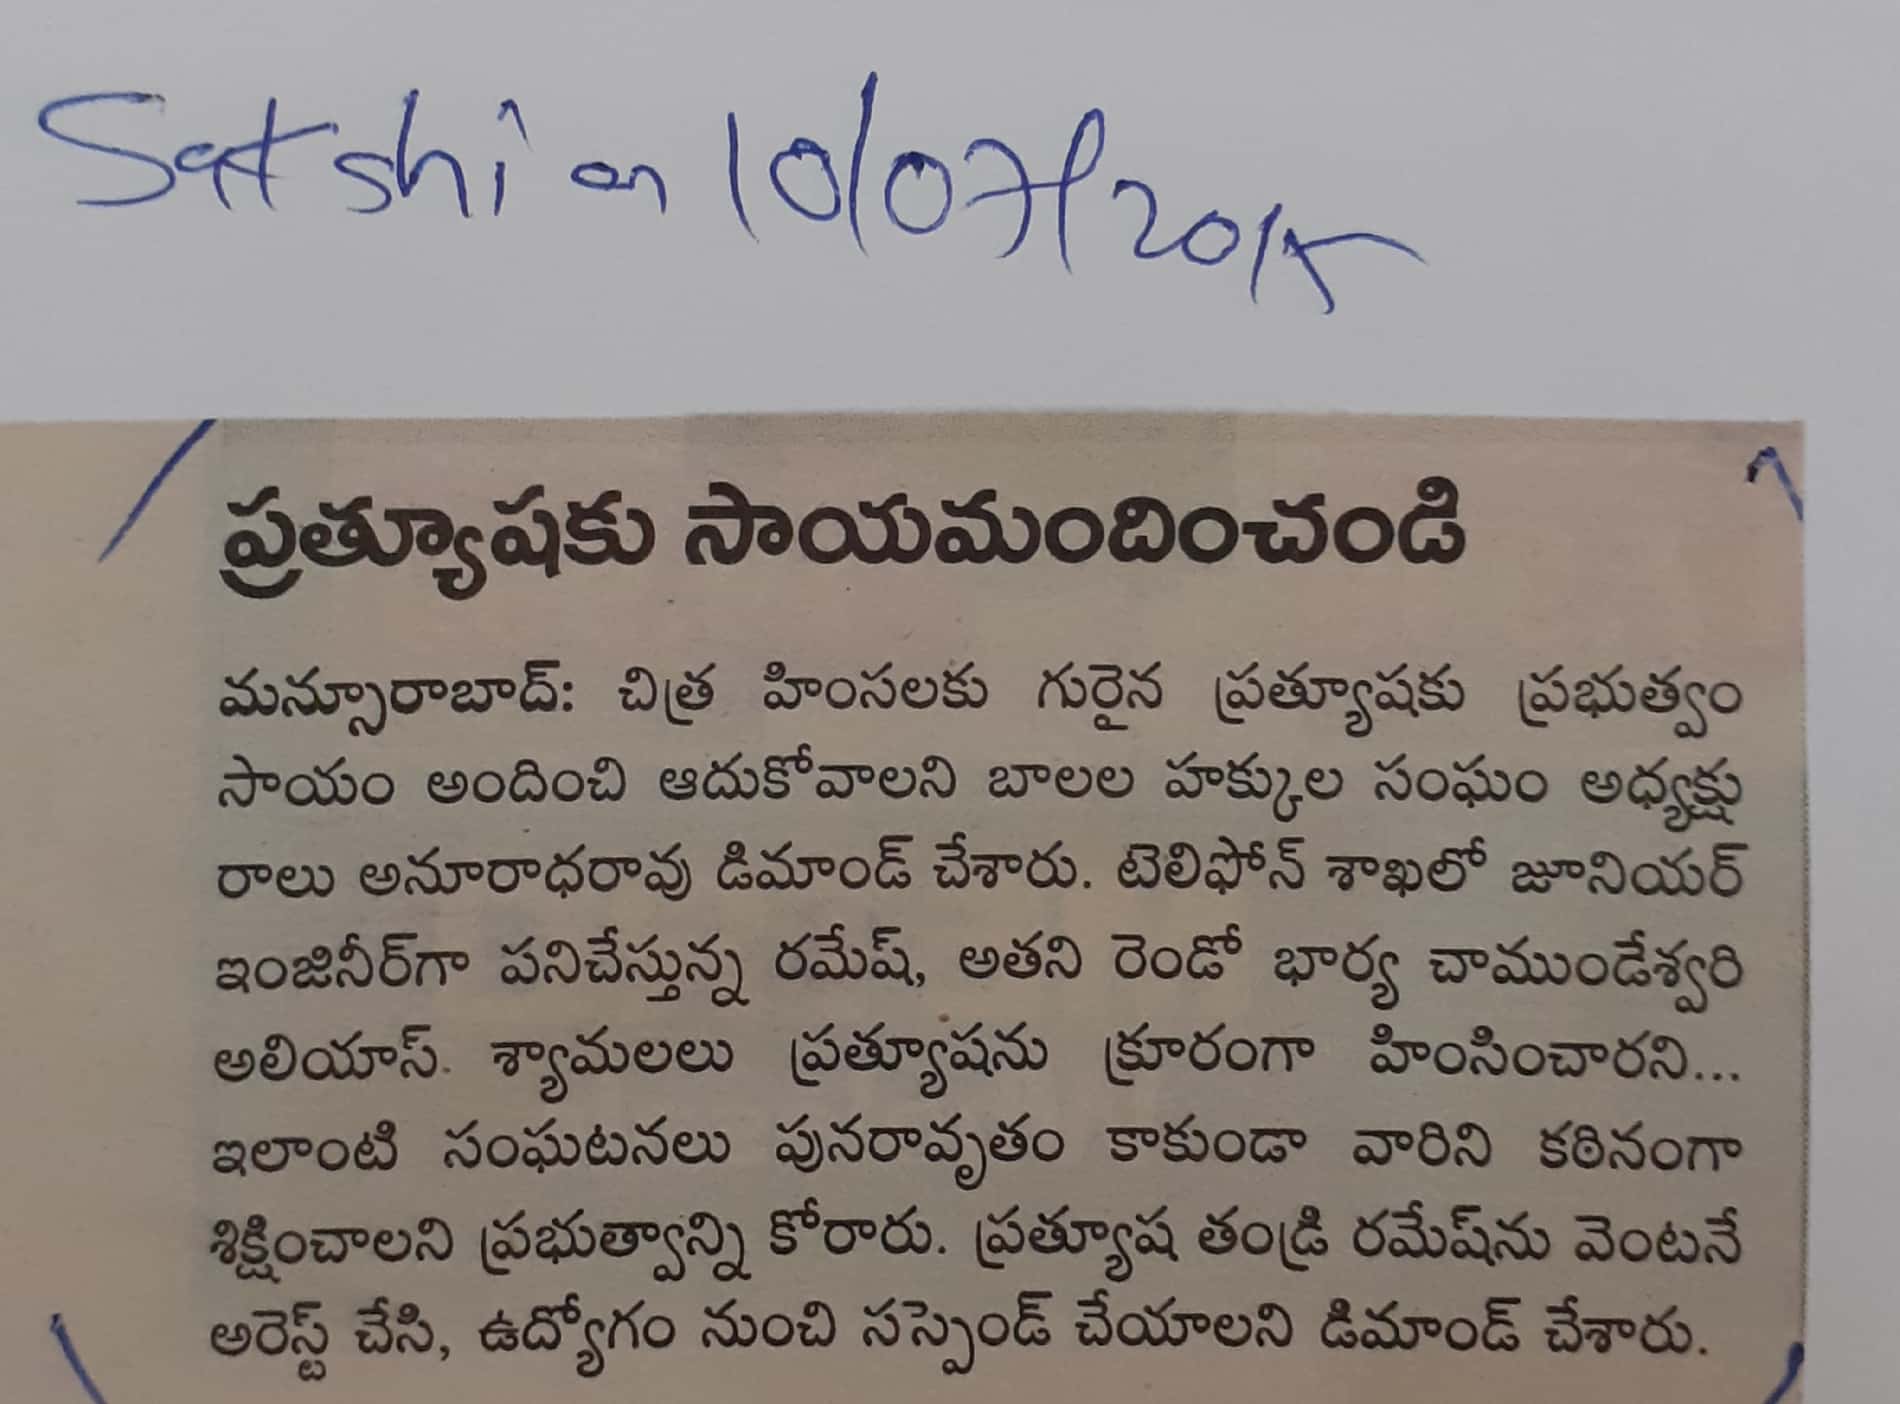 Satshi on 10/07/2015
ప్రత్యూషకు సాయమందించండి
మన్సూరాబాద్: చిత్ర హింసలకు గురైన ప్రత్యూషకు ప్రభుత్వం
సాయం అందించి ఆదుకోవాలని బాలల హక్కుల సంఘం అధ్యక్షు
రాలు అనూరాధరావు డిమాండ్ చేశారు. టెలిఫోన్ శాఖలో జూనియర్
ఇంజినీర్‌గా పనిచేస్తున్న రమేష్, అతని రెండో భార్య చాముండేశ్వరి
అలియాస్. శ్యామలలు ప్రత్యూషను క్రూరంగా హింసించారని...
ఇలాంటి సంఘటనలు పునరావృతం కాకుండా వారిని కఠినంగా
శిక్షించాలని ప్రభుత్వాన్ని కోరారు. ప్రత్యూష తండ్రి రమేష్‌ను వెంటనే
అరెస్ట్ చేసి, ఉద్యోగం నుంచి సస్పెండ్ చేయాలని డిమాండ్ చేశారు.